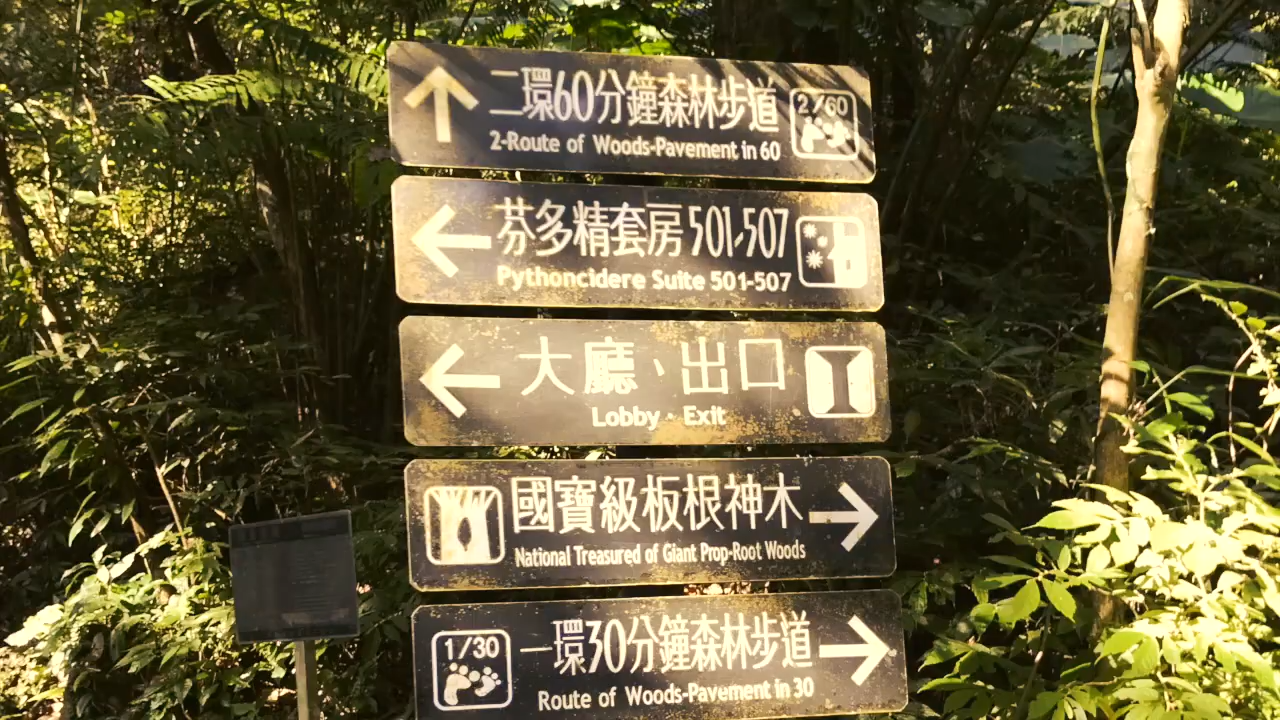 二環60分鐘森林步道
2/60
2-Route of Woods-Pavement in 60
芬多精套房501-507
Pythoncidere Suite 501-507
大廳、出口
Lobby · Exit
國寶級板根神木
National Treasured of Giant Prop-Root Woods
1/30
一環30分鐘森林步道
Route of Woods-Pavement in 30